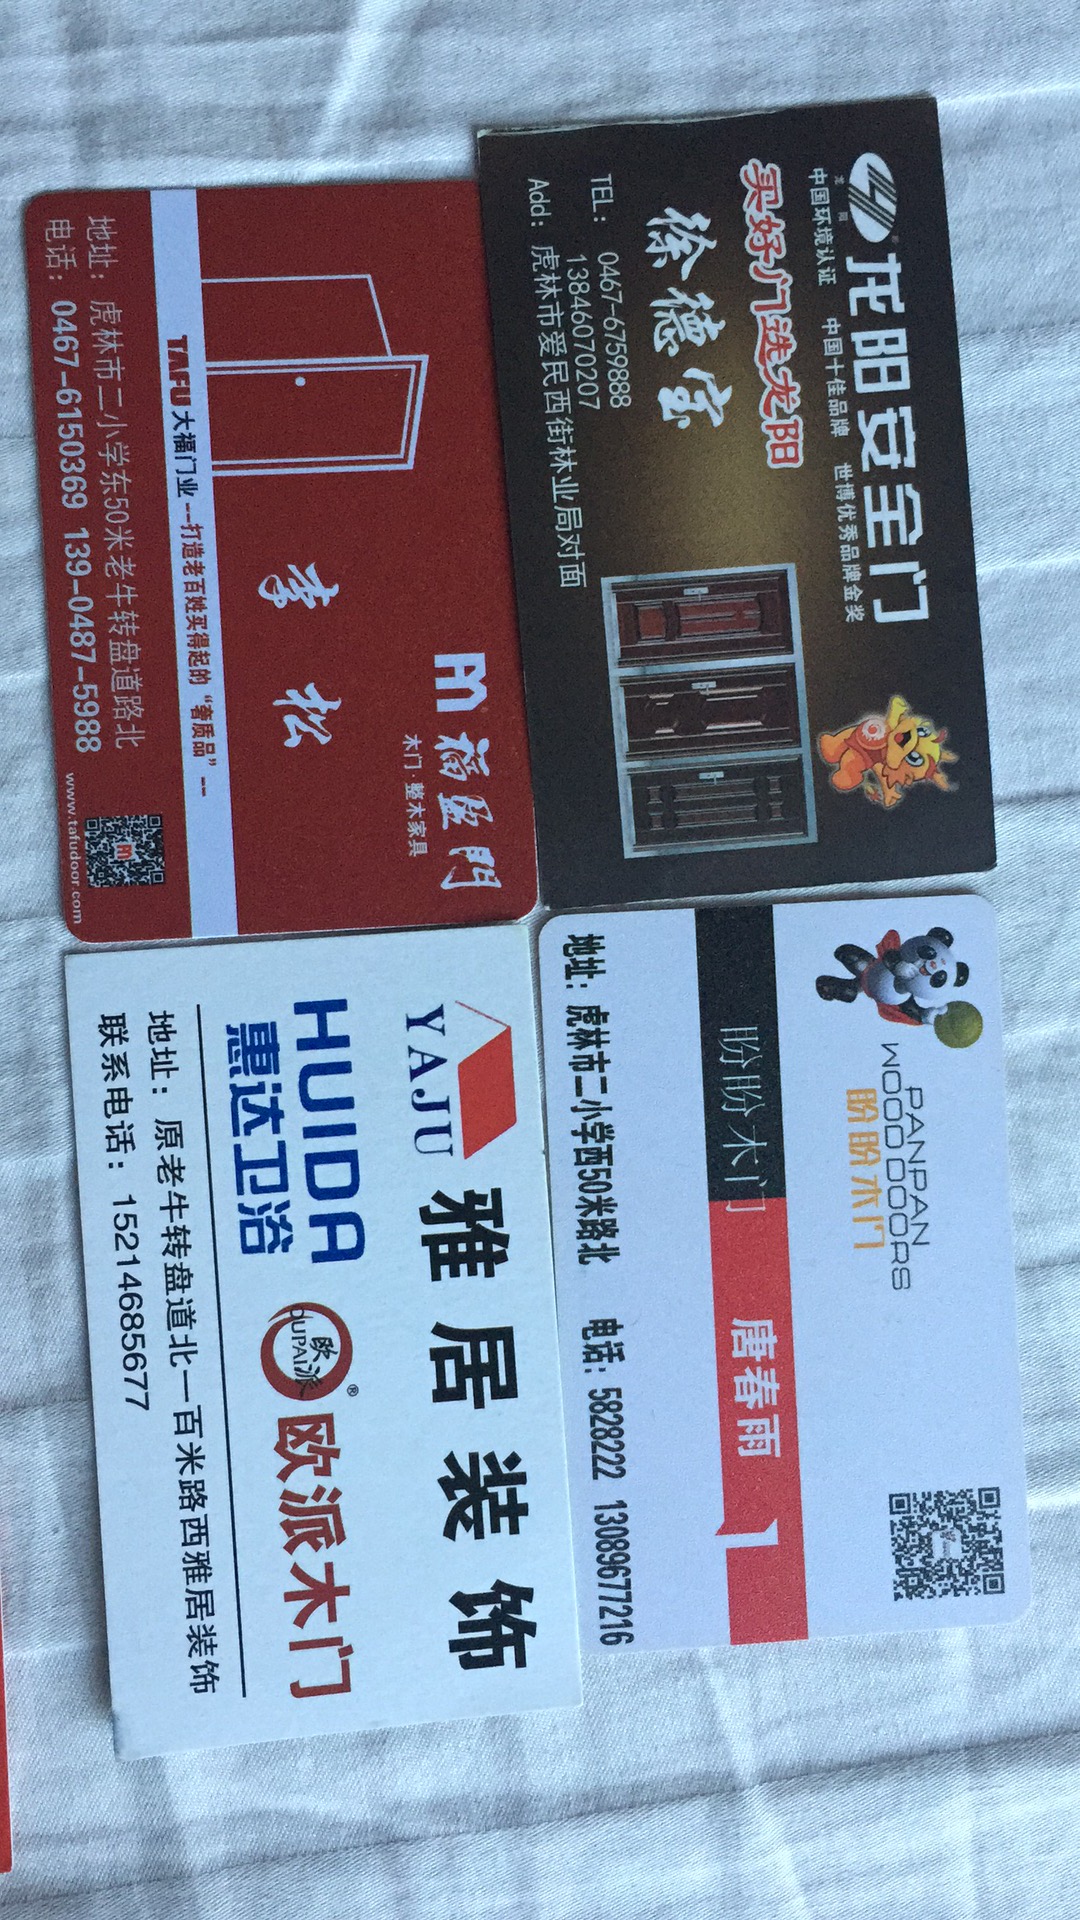 龙阳安全门
龙阳
中国环境认证 中国十佳品牌 世博优秀品牌金奖
买好门选龙阳
徐德宝
TEL： 0467-6759888
13846070207
Add： 虎林市爱民西街林业局对面
福盈門
木门·整木家具
李松
TAFU 大福门业--打造老百姓买得起的“奢质品”--
地址：虎林市二小学东50米老牛转盘道路北
电话：0467-6150369 139-0487-5988
www.tafudoor.com
PANPAN
WOOD DOORS
盼盼木门
盼盼木门
唐春雨
地址：虎林市二小学西50米路北 电话：5828222 13089677216
YAJU
雅居装饰
HUIDA
惠达卫浴
OUPAI
欧派
®
欧派木门
地址：原老牛转盘道北一百米路西雅居装饰
联系电话：15214685677